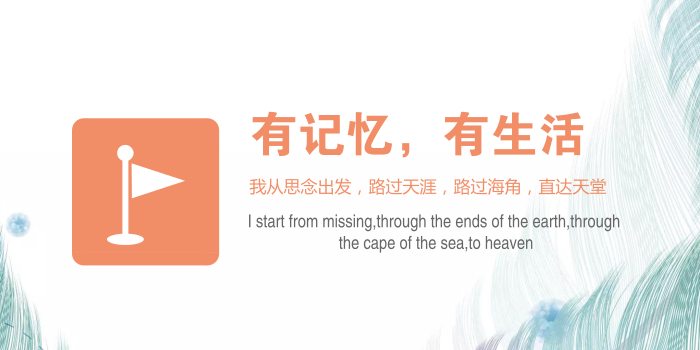 有记忆，有生活
我从思念出发，路过天涯，路过海角，直达天堂
I start from missing,through the ends of the earth,through
the cape of the sea,to heaven